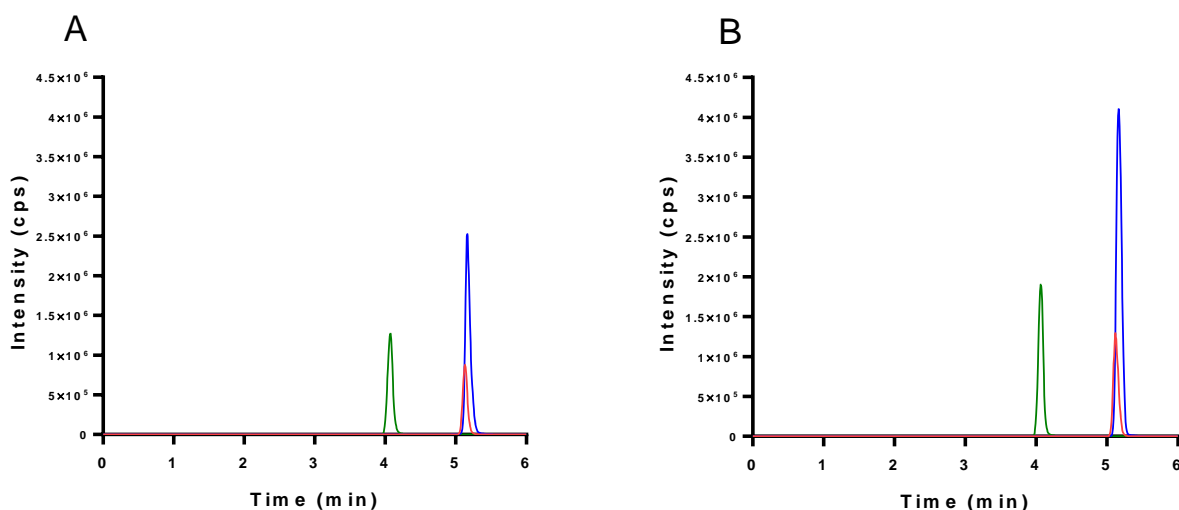 A
4.5×10⁶
4×10⁶
3.5×10⁶
3×10⁶
2.5×10⁶
2×10⁶
1.5×10⁶
1×10⁶
5×10⁵
0
Intensity (cps)
0 1 2 3 4 5 6
Time (min)
B
4.5×10⁶
4×10⁶
3.5×10⁶
3×10⁶
2.5×10⁶
2×10⁶
1.5×10⁶
1×10⁶
5×10⁵
0
Intensity (cps)
0 1 2 3 4 5 6
Time (min)